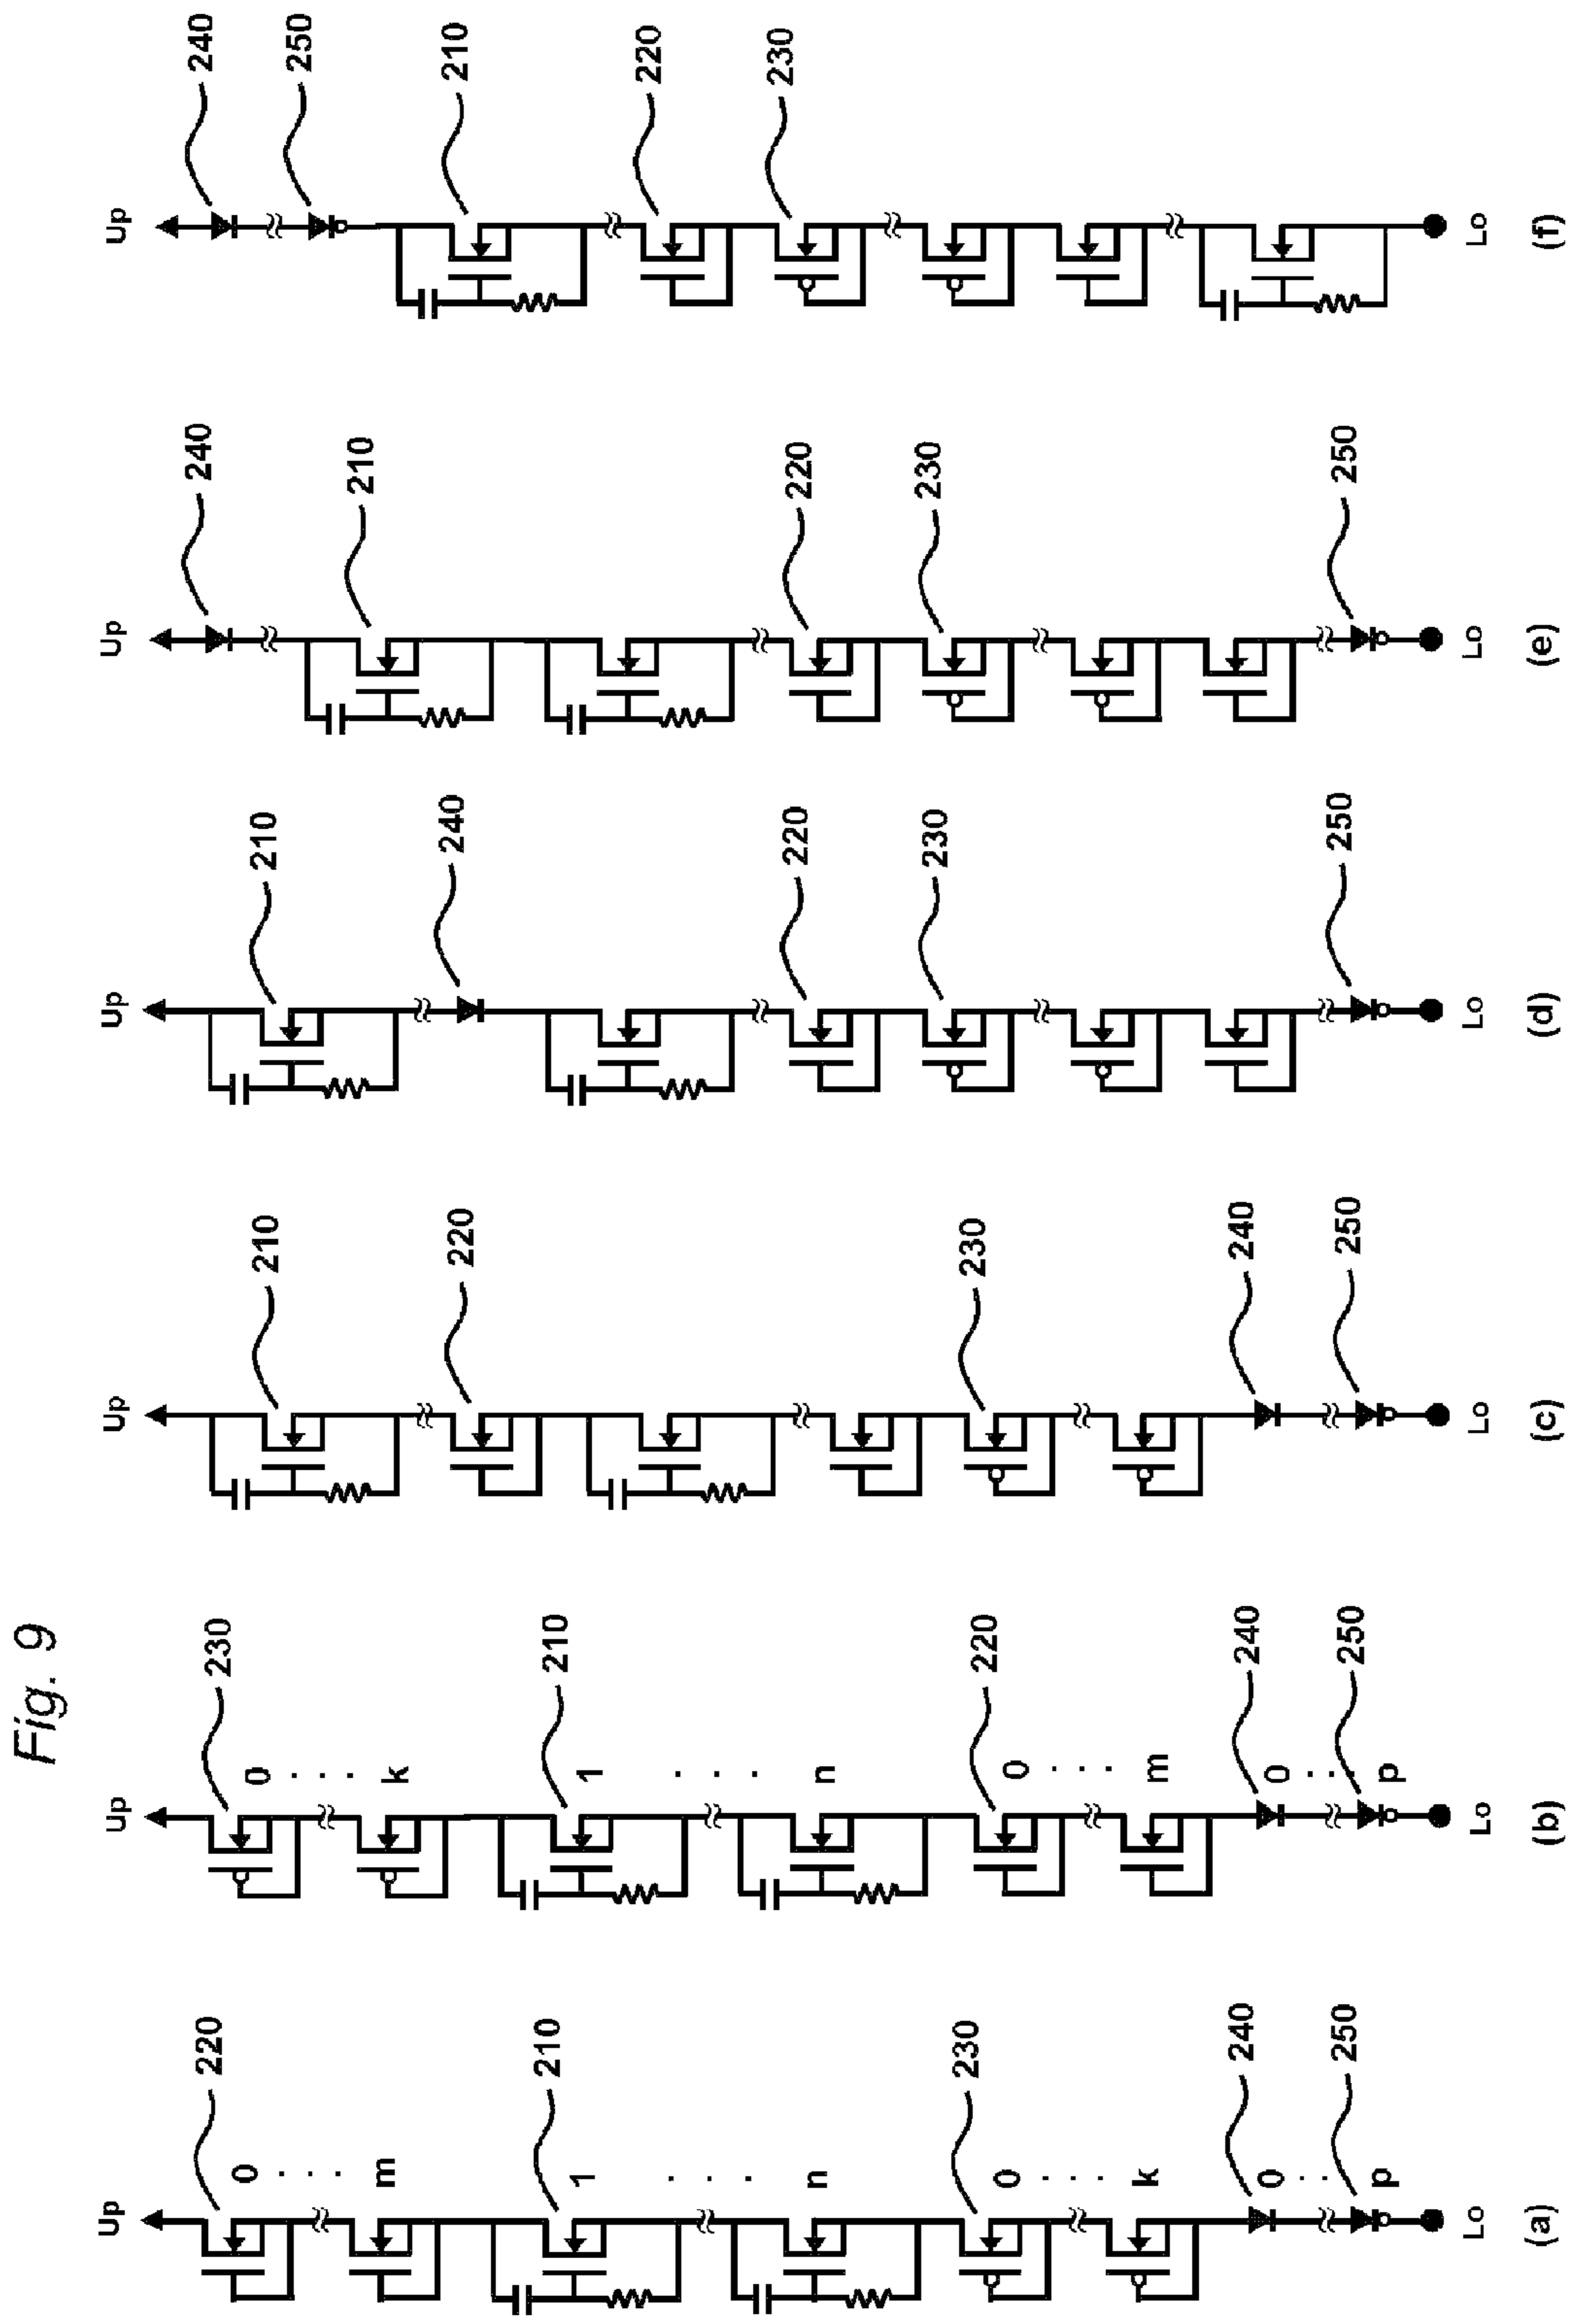 Fig. 9
Up
220
0 · · · m
210
1 · · · n
230
0 · · · k
240
0 · · · p
250
Lo
(a)
Up
230
0 · · · k
210
1 · · · n
220
0 · · · m
240
0 · · · p
250
Lo
(b)
Up
210
220
230
240
250
Lo
(c)
Up
210
240
220
230
250
Lo
(d)
Up
240
210
220
230
250
Lo
(e)
Up
240
250
210
220
230
Lo
(f)